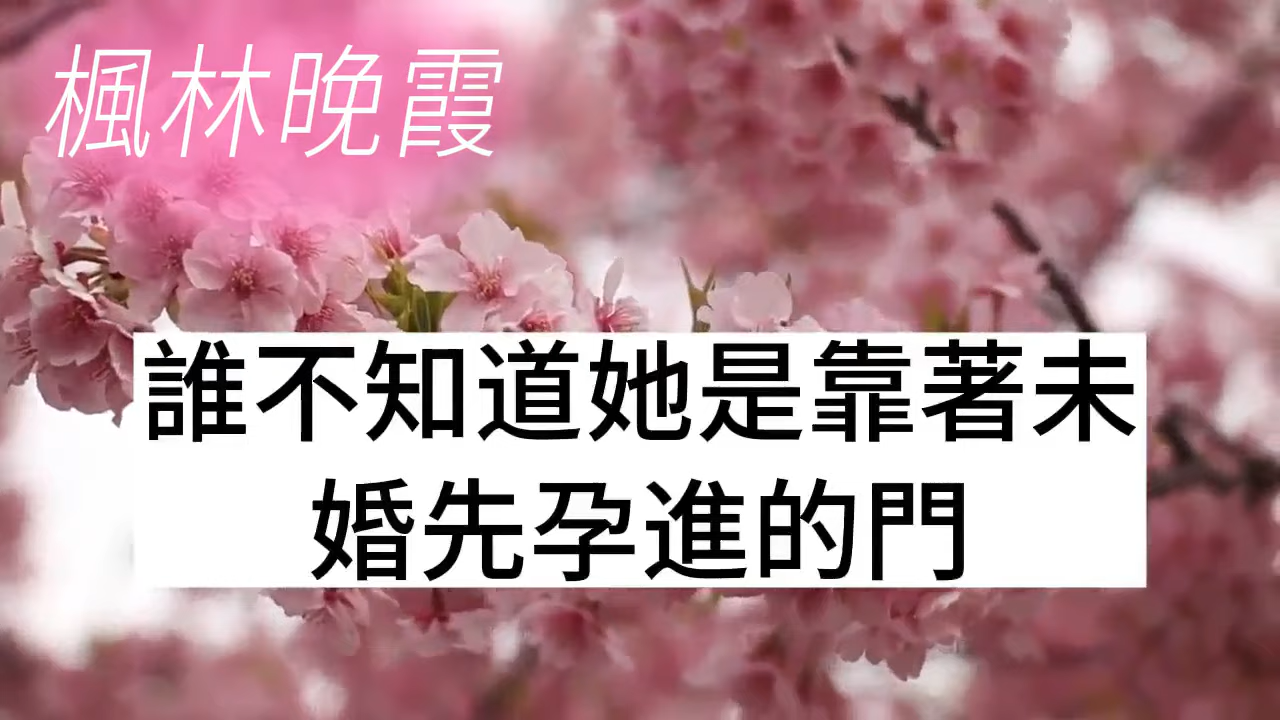 楓林晚霞
誰不知道她是靠著未
婚先孕進的門